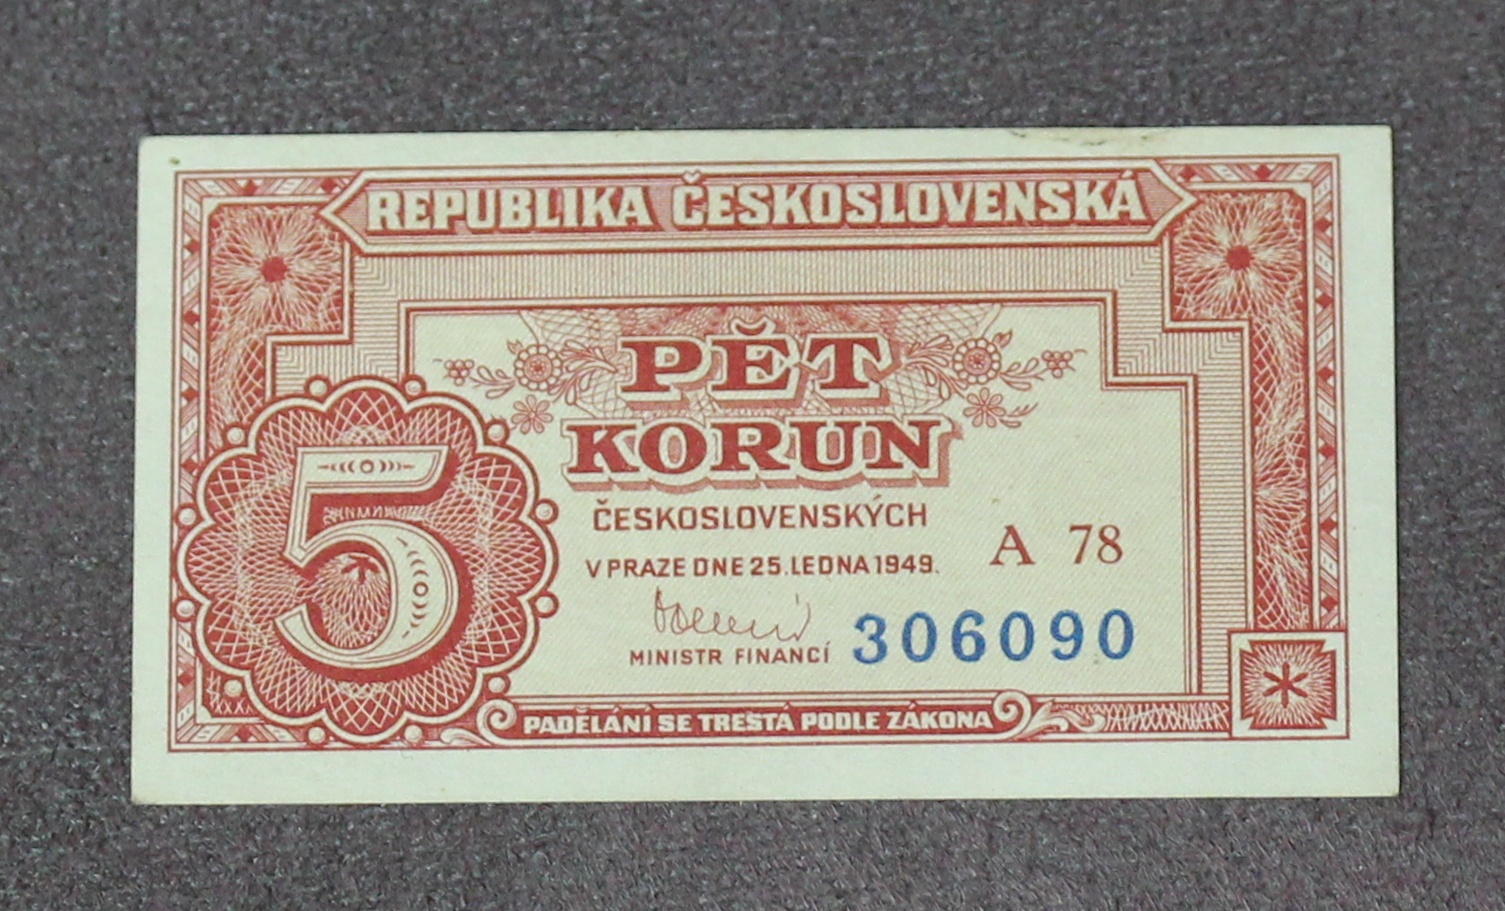 REPUBLIKA ČESKOSLOVENSKÁ
PĚT
KORUN
ČESKOSLOVENSKÝCH
V PRAZE DNE 25. LEDNA 1949.
A 78
MINISTR FINANCÍ
306090
5
PADĚLÁNÍ SE TRESTÁ PODLE ZÁKONA